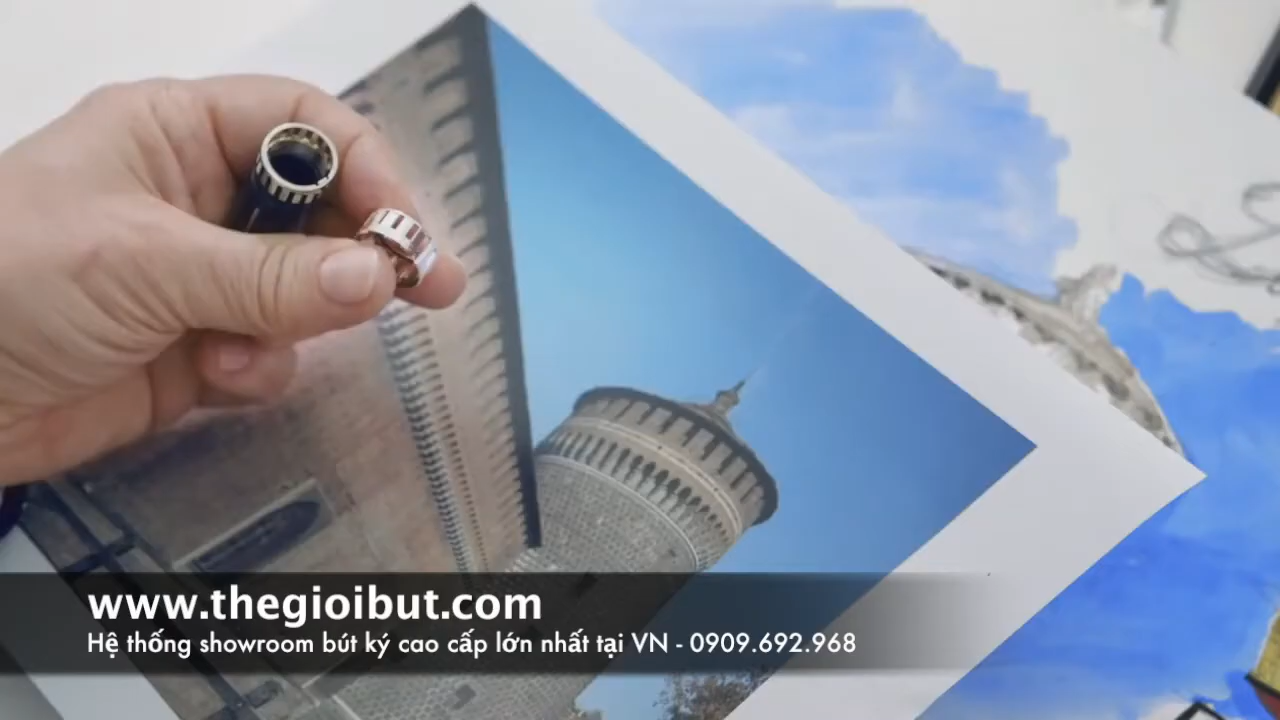 www.thegioibut.com
Hệ thống showroom bút ký cao cấp lớn nhất tại VN - 0909.692.968